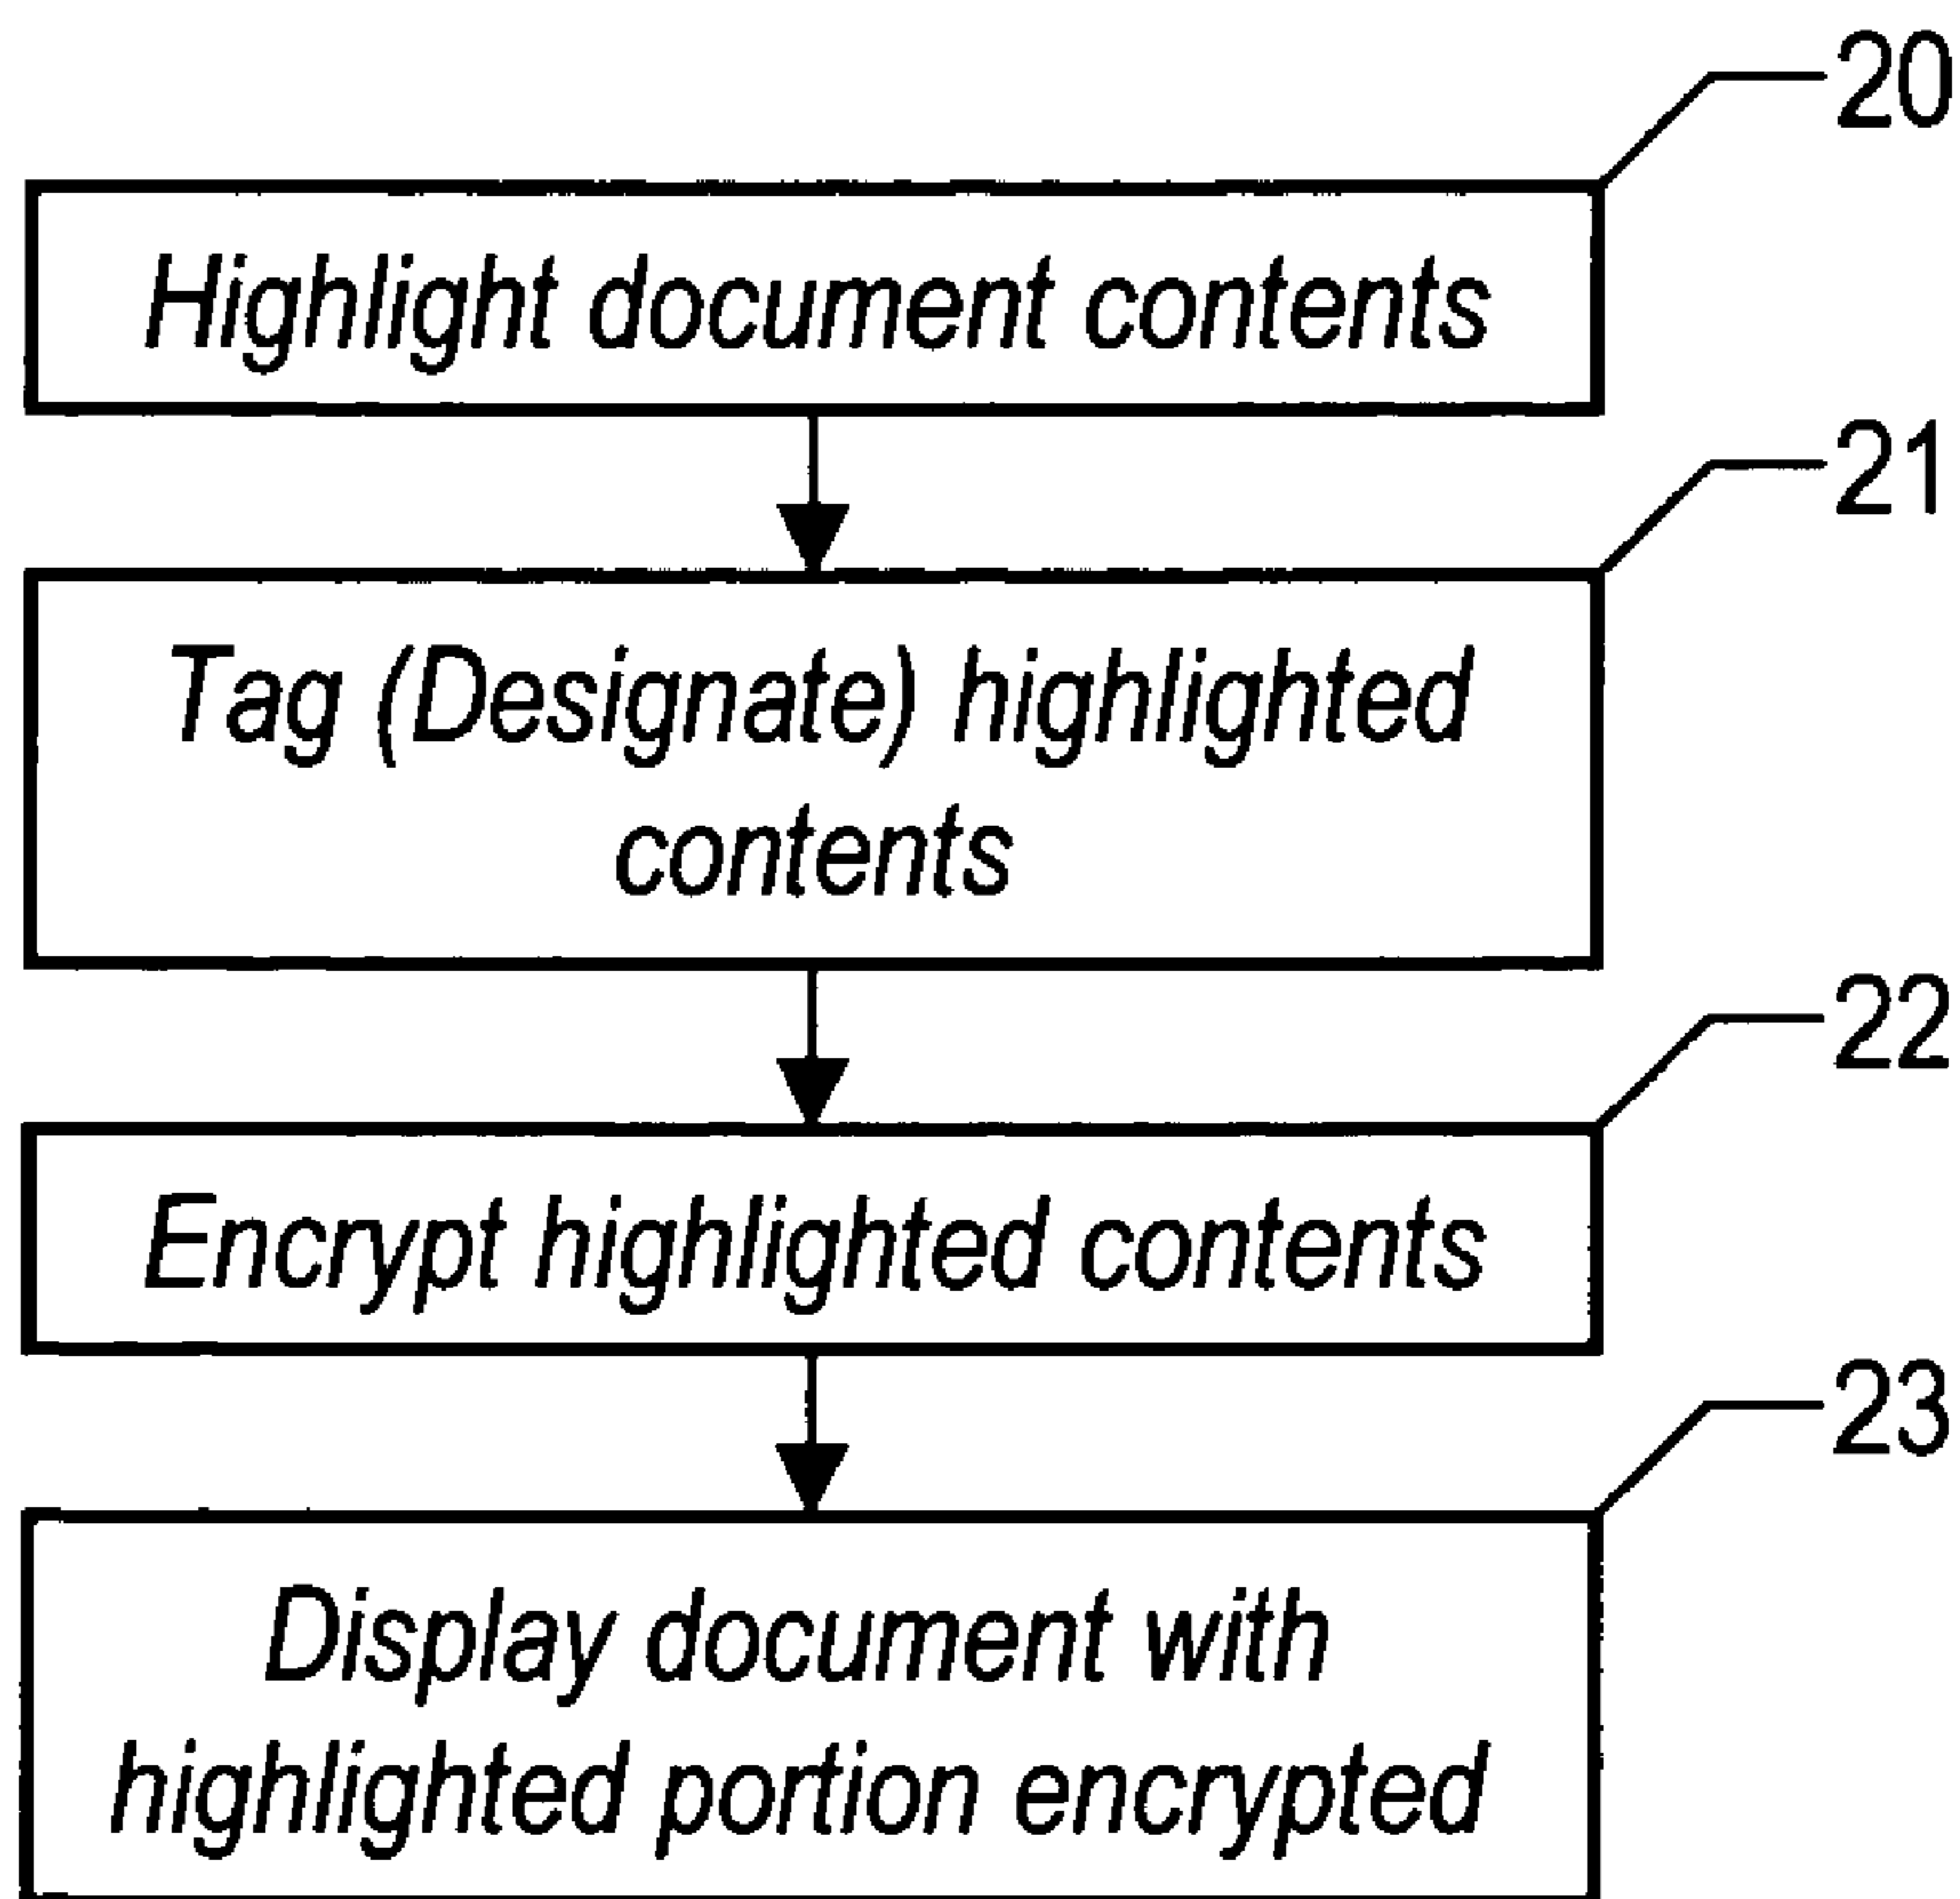 20
Highlight document contents
21
Tag (Designate) highlighted
contents
22
Encrypt highlighted contents
23
Display document with
highlighted portion encrypted